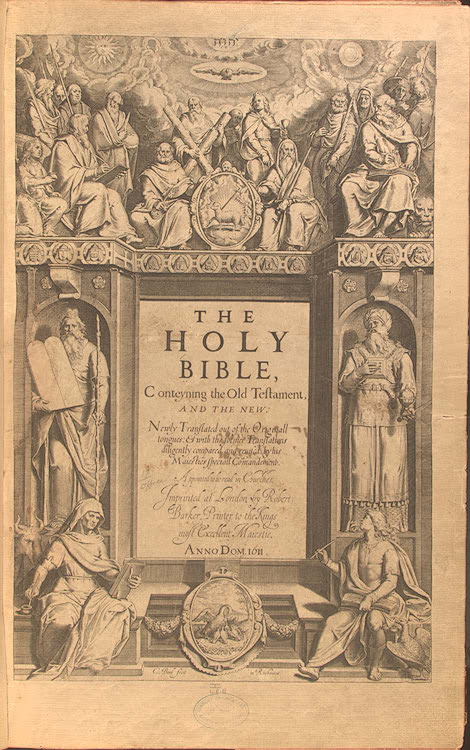 THE
HOLY
BIBLE,
Conteyning the Old Testament,
AND THE NEW:
Newly Translated out of the Originall
tongues: & with the former Translations
diligently compared and reuised by his
Maiesties speciall Comandement.
Appointed to be read in Churches.
Imprinted at London by Robert
Barker, Printer to the Kings
most Excellent Maiestie.
ANNO DOM. 1611.
C. Boel fecit in Richmont.